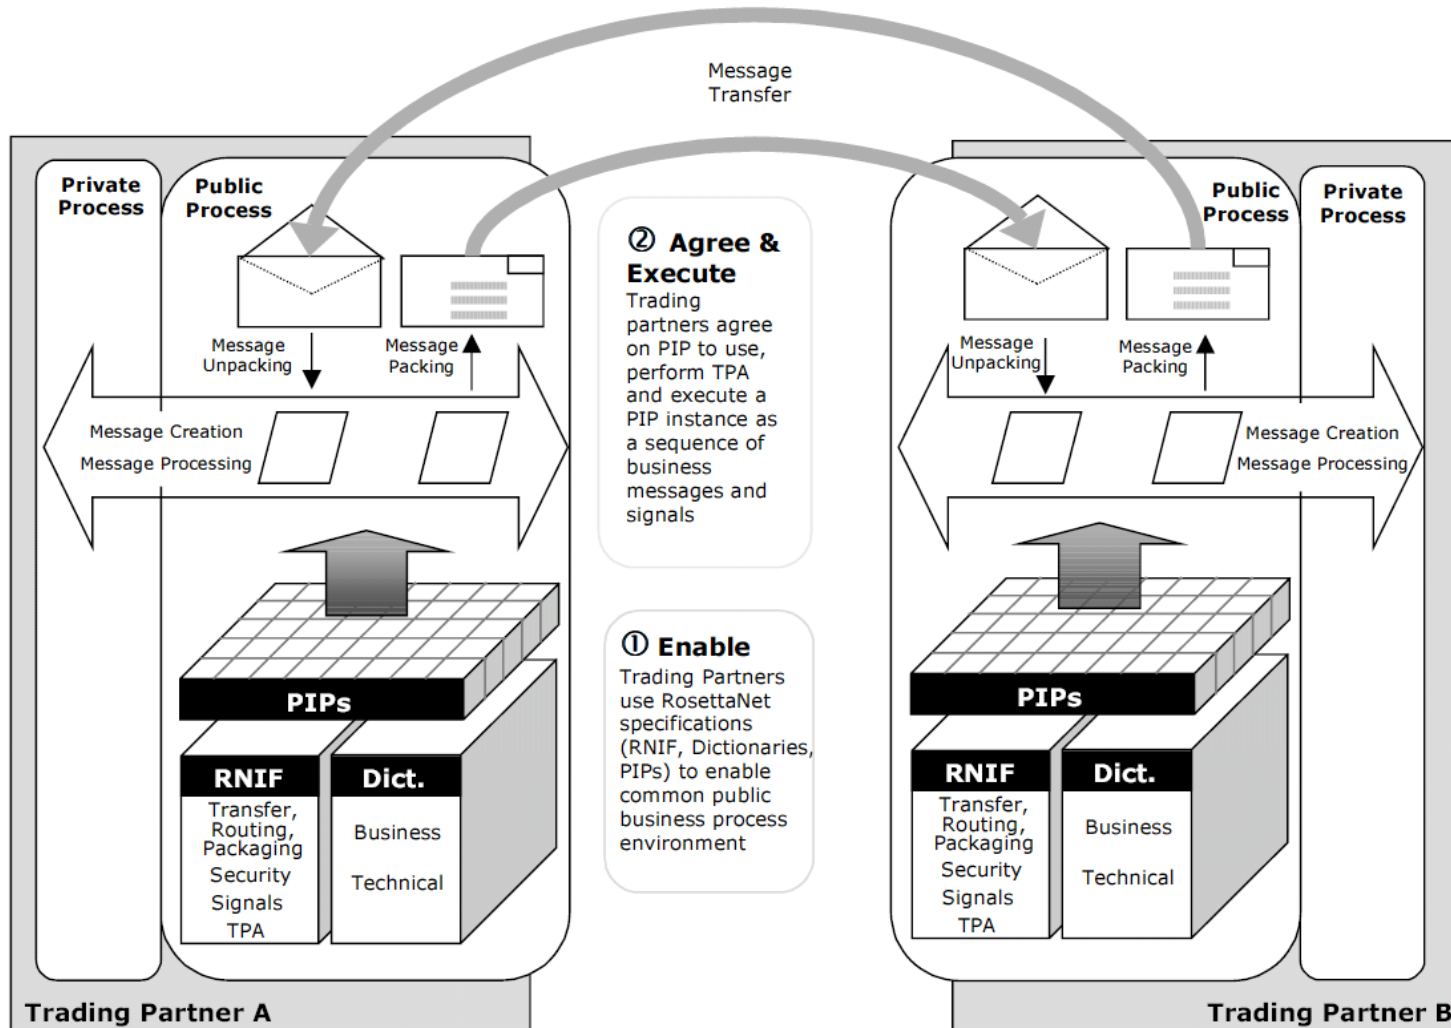 Message
Transfer
Private
Process
Public
Process
Message
Unpacking
Message
Packing
Message Creation
Message Processing
PIPs
RNIF
Transfer,
Routing,
Packaging
Security
Signals
TPA
Dict.
Business
Technical
Trading Partner A
② Agree &
Execute
Trading
partners agree
on PIP to use,
perform TPA
and execute a
PIP instance as
a sequence of
business
messages and
signals
① Enable
Trading Partners
use RosettaNet
specifications
(RNIF, Dictionaries,
PIPs) to enable
common public
business process
environment
Public
Process
Private
Process
Message
Unpacking
Message
Packing
Message Creation
Message Processing
PIPs
RNIF
Transfer,
Routing,
Packaging
Security
Signals
TPA
Dict.
Business
Technical
Trading Partner B